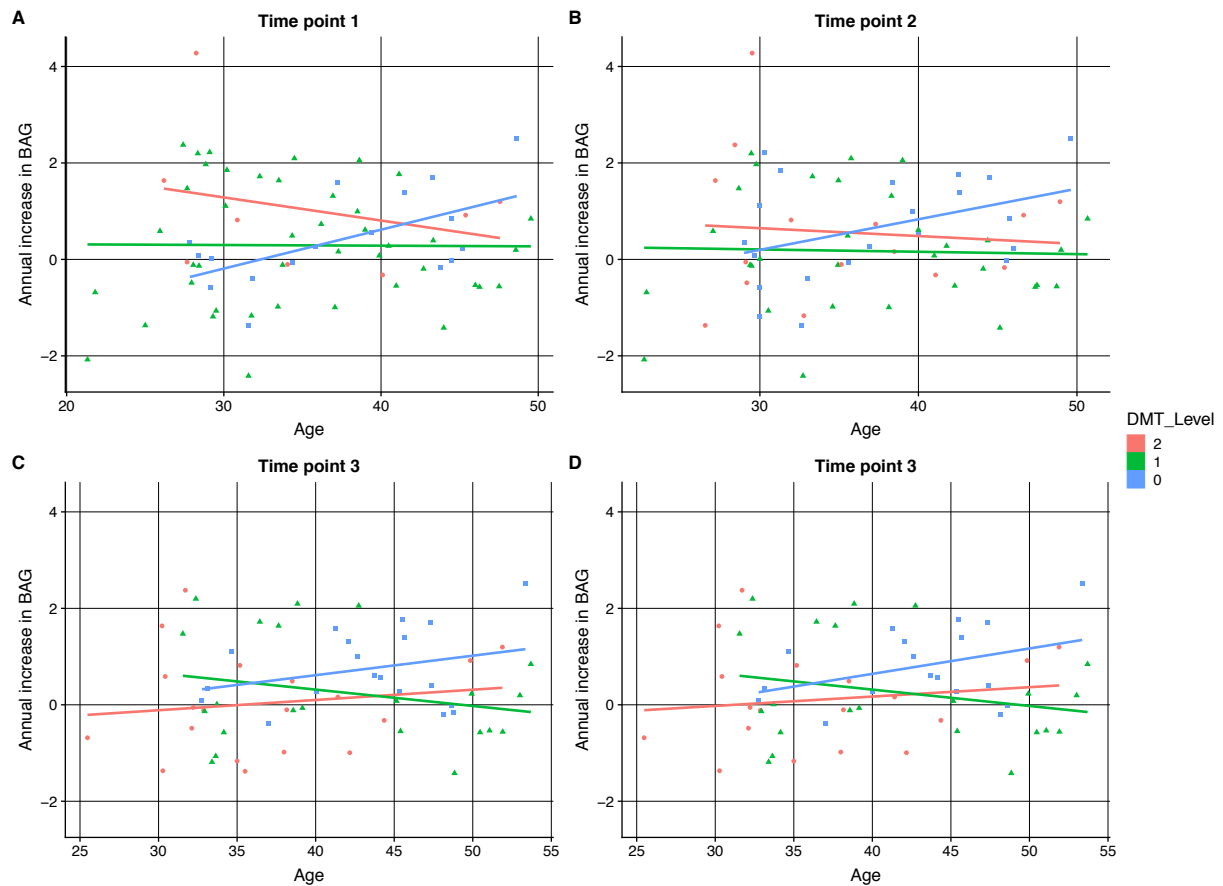 A
Time point 1
Annual increase in BAG
4
2
0
−2
20
30
40
50
Age
B
Time point 2
Annual increase in BAG
4
2
0
−2
30
40
50
Age
C
Time point 3
Annual increase in BAG
4
2
0
−2
25
30
35
40
45
50
55
Age
D
Time point 3
Annual increase in BAG
4
2
0
−2
25
30
35
40
45
50
55
Age
DMT_Level
2
1
0